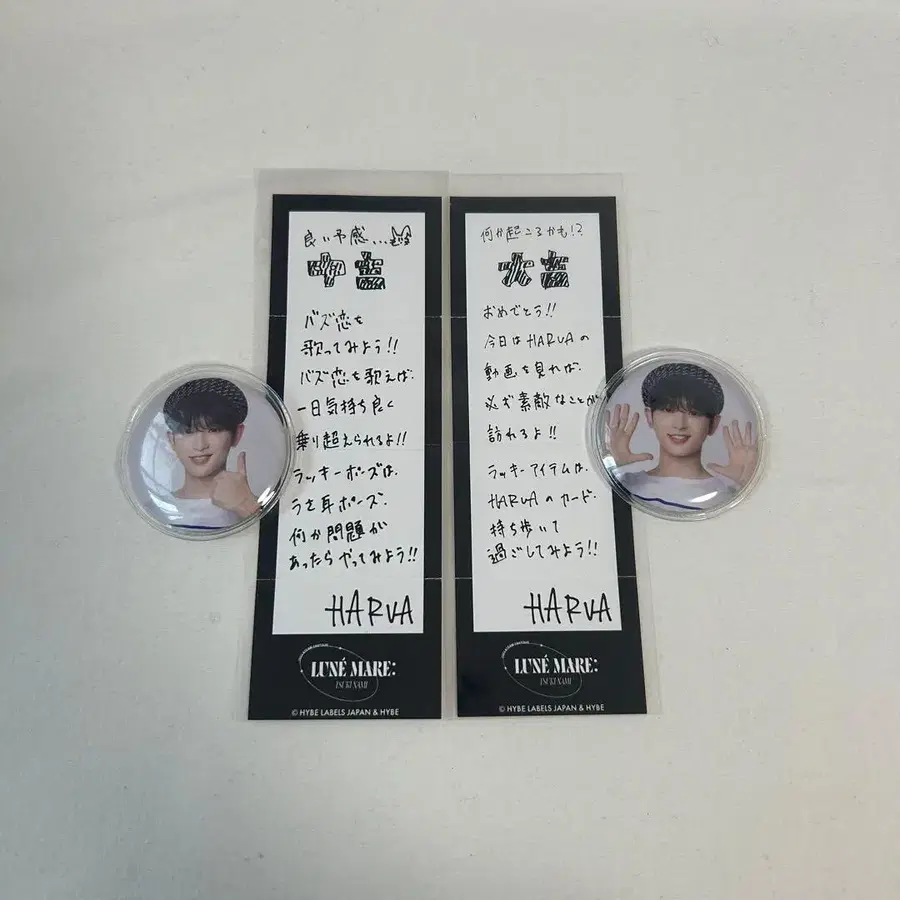 良い予感...
中吉
バズ恋を
歌ってみよう!!
バズ恋を歌えば、
一日気持ち良く
乗り超えられるよ!!
ラッキーポーズは、
うさ耳ポーズ、
何か問題が
あったらやってみよう!!
HARUA
LUNÉ MARE:
TSUKI NAMI
© HYBE LABELS JAPAN & HYBE
何か起こるかも!?
大吉
おめでとう!!
今日はHARUAの
動画を見れば、
必ず素敵なことが
訪れるよ!!
ラッキーアイテムは、
HARUAのカード、
持ち歩いて
過ごしてみよう!!
HARUA
LUNÉ MARE:
TSUKI NAMI
© HYBE LABELS JAPAN & HYBE